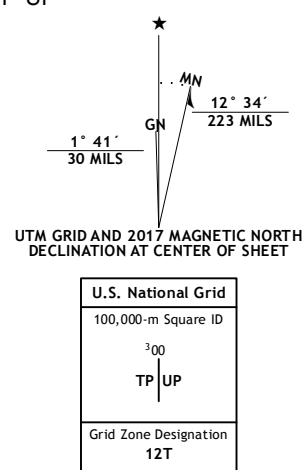 MN
GN
12° 34´
223 MILS
1° 41´
30 MILS
UTM GRID AND 2017 MAGNETIC NORTH
DECLINATION AT CENTER OF SHEET
U.S. National Grid
100,000-m Square ID
³00
TP UP
Grid Zone Designation
12T